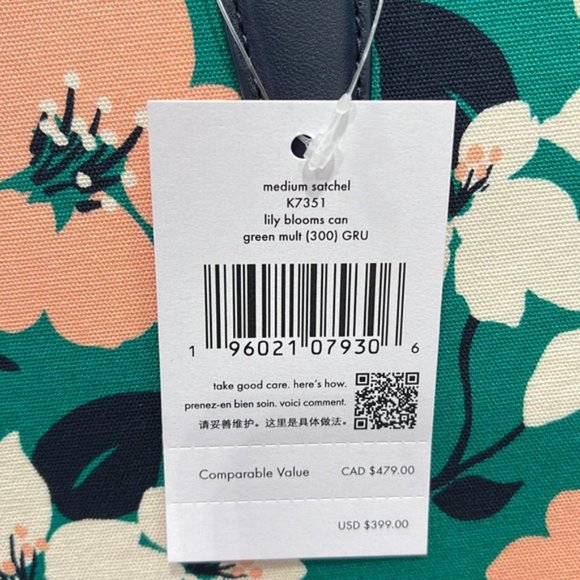 medium satchel
K7351
lily blooms can
green mult (300) GRU
1 96021 07930 6
take good care. here's how.
prenez-en bien soin. voici comment.
请妥善维护。这里是具体做法。
Comparable Value CAD $479.00
USD $399.00